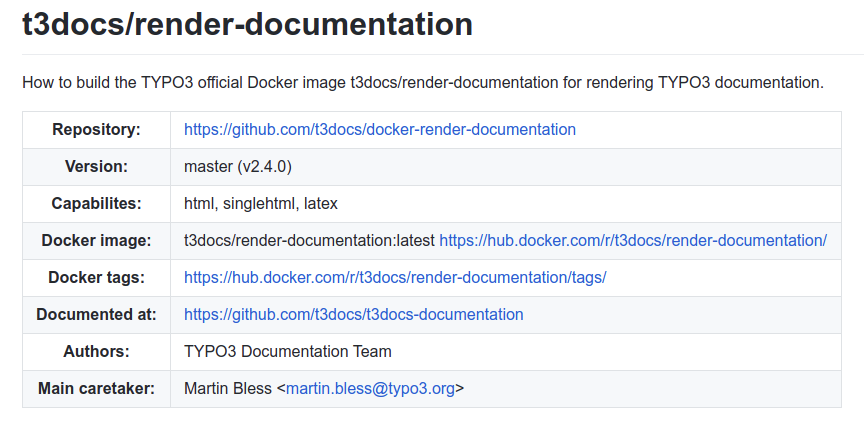 t3docs/render-documentation
How to build the TYPO3 official Docker image t3docs/render-documentation for rendering TYPO3 documentation.
Repository: https://github.com/t3docs/docker-render-documentation
Version: master (v2.4.0)
Capabilites: html, singlehtml, latex
Docker image: t3docs/render-documentation:latest https://hub.docker.com/r/t3docs/render-documentation/
Docker tags: https://hub.docker.com/r/t3docs/render-documentation/tags/
Documented at: https://github.com/t3docs/t3docs-documentation
Authors: TYPO3 Documentation Team
Main caretaker: Martin Bless <martin.bless@typo3.org>